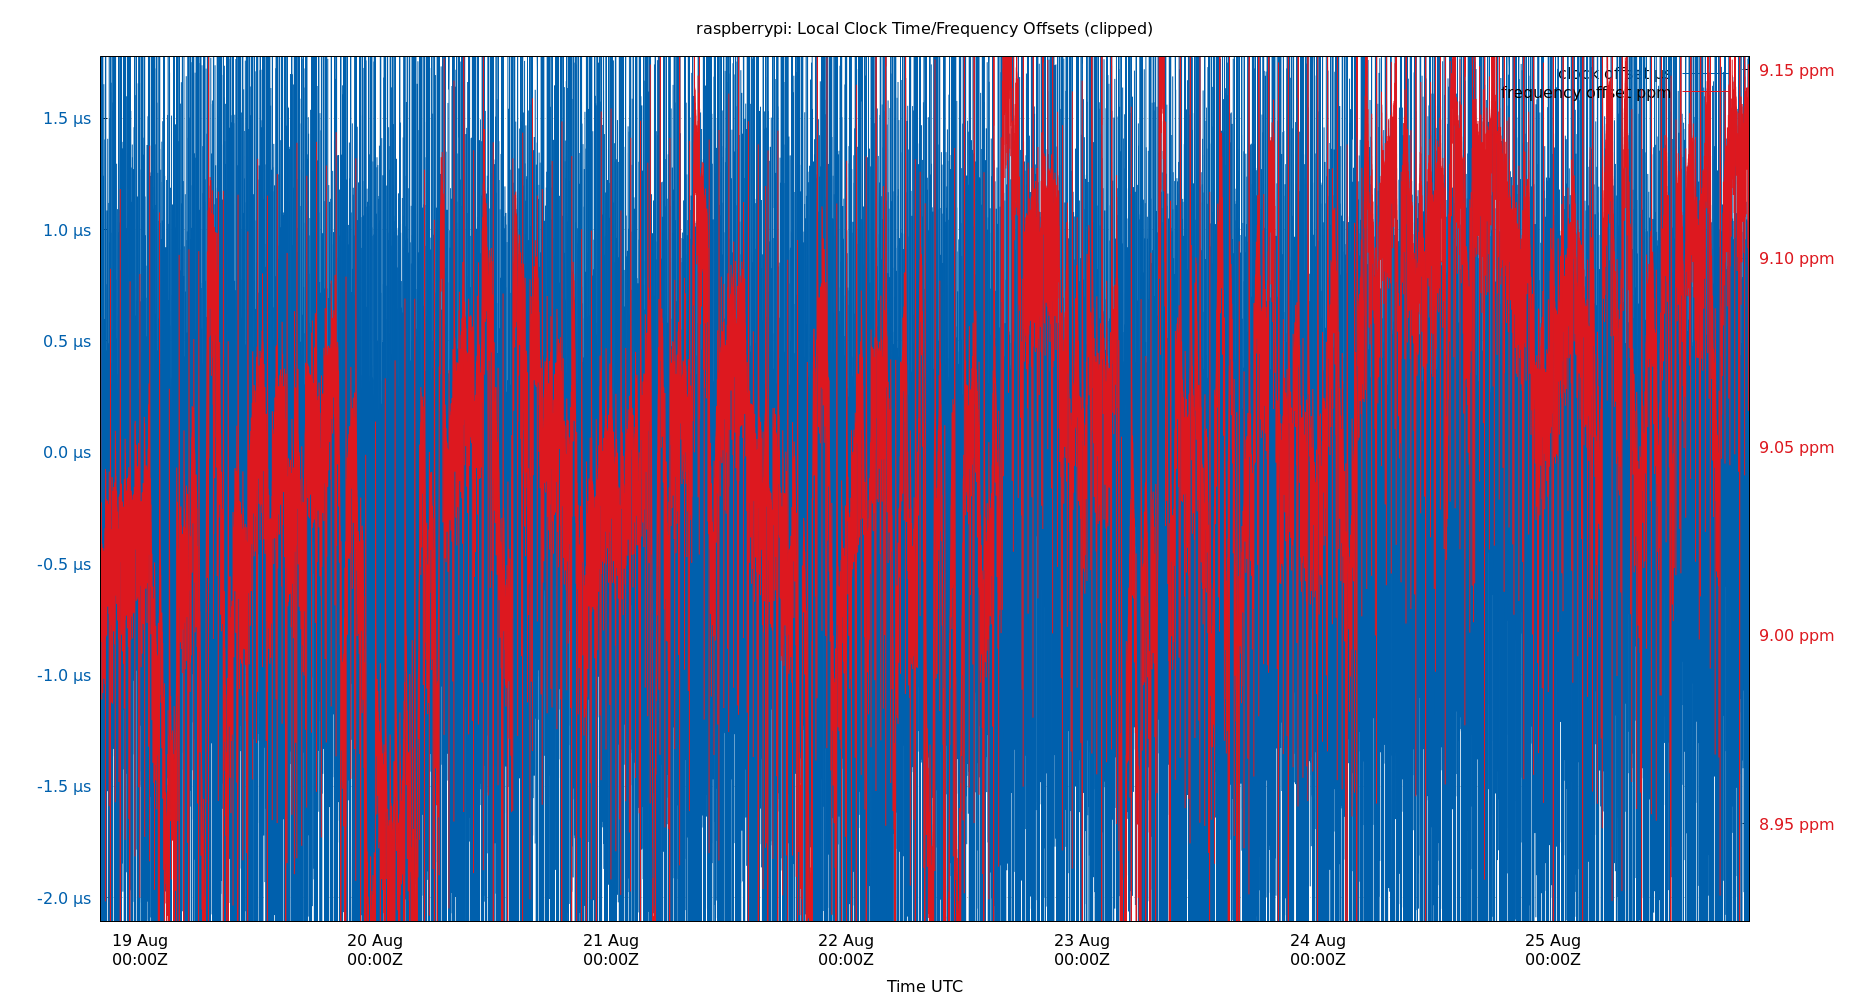 raspberrypi: Local Clock Time/Frequency Offsets (clipped)
clock offset µs
frequency offset ppm
1.5 µs
1.0 µs
0.5 µs
0.0 µs
-0.5 µs
-1.0 µs
-1.5 µs
-2.0 µs
9.15 ppm
9.10 ppm
9.05 ppm
9.00 ppm
8.95 ppm
19 Aug
00:00Z
20 Aug
00:00Z
21 Aug
00:00Z
22 Aug
00:00Z
23 Aug
00:00Z
24 Aug
00:00Z
25 Aug
00:00Z
Time UTC